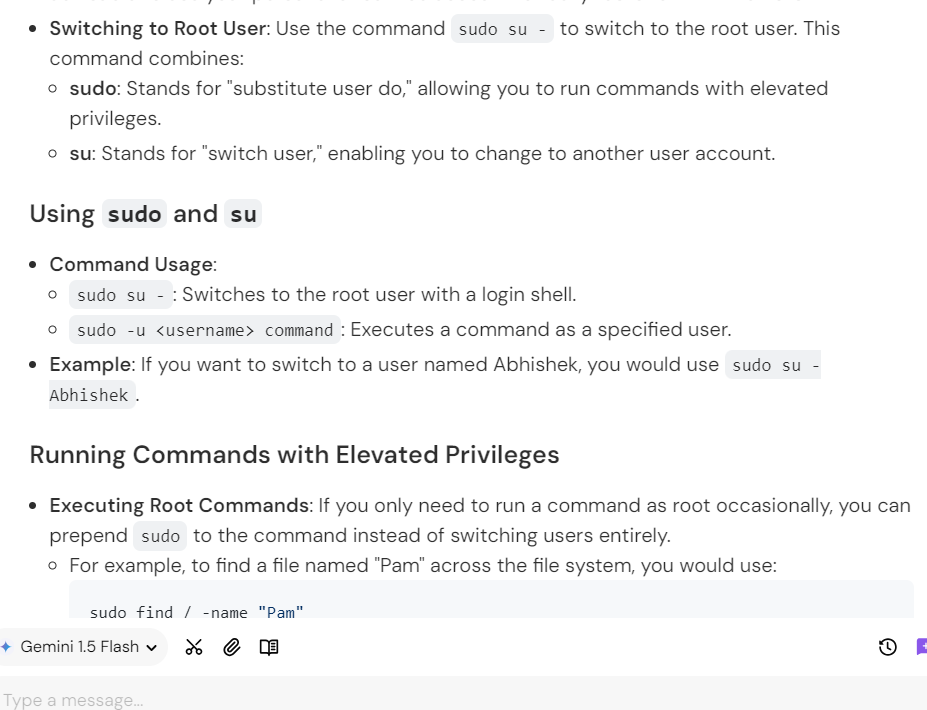 Switching to Root User: Use the command sudo su - to switch to the root user. This
command combines:
sudo: Stands for "substitute user do," allowing you to run commands with elevated
privileges.
su: Stands for "switch user," enabling you to change to another user account.
Using sudo and su
Command Usage:
sudo su - : Switches to the root user with a login shell.
sudo -u <username> command : Executes a command as a specified user.
Example: If you want to switch to a user named Abhishek, you would use sudo su -
Abhishek .
Running Commands with Elevated Privileges
Executing Root Commands: If you only need to run a command as root occasionally, you can
prepend sudo to the command instead of switching users entirely.
For example, to find a file named "Pam" across the file system, you would use:
sudo find / -name "Pam"
Gemini 1.5 Flash
Type a message...